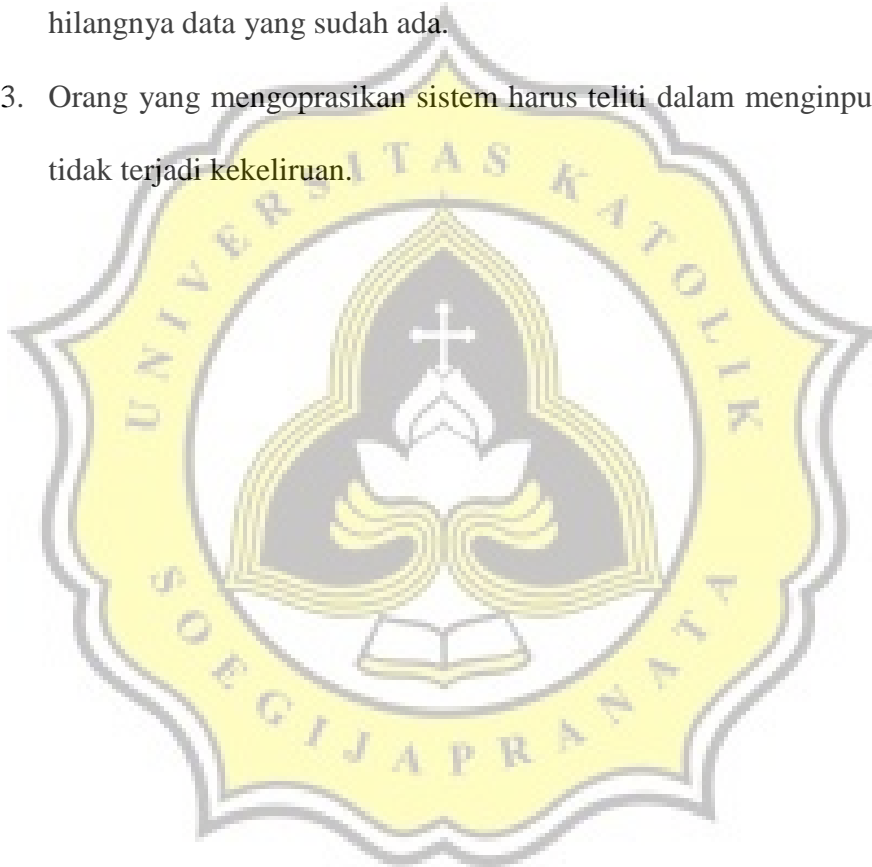 hilangnya data yang sudah ada.
3. Orang yang mengoprasikan sistem harus teliti dalam menginpu
tidak terjadi kekeliruan.
UNIVERSITAS KATOLIK
SOEGIJAPRANATA